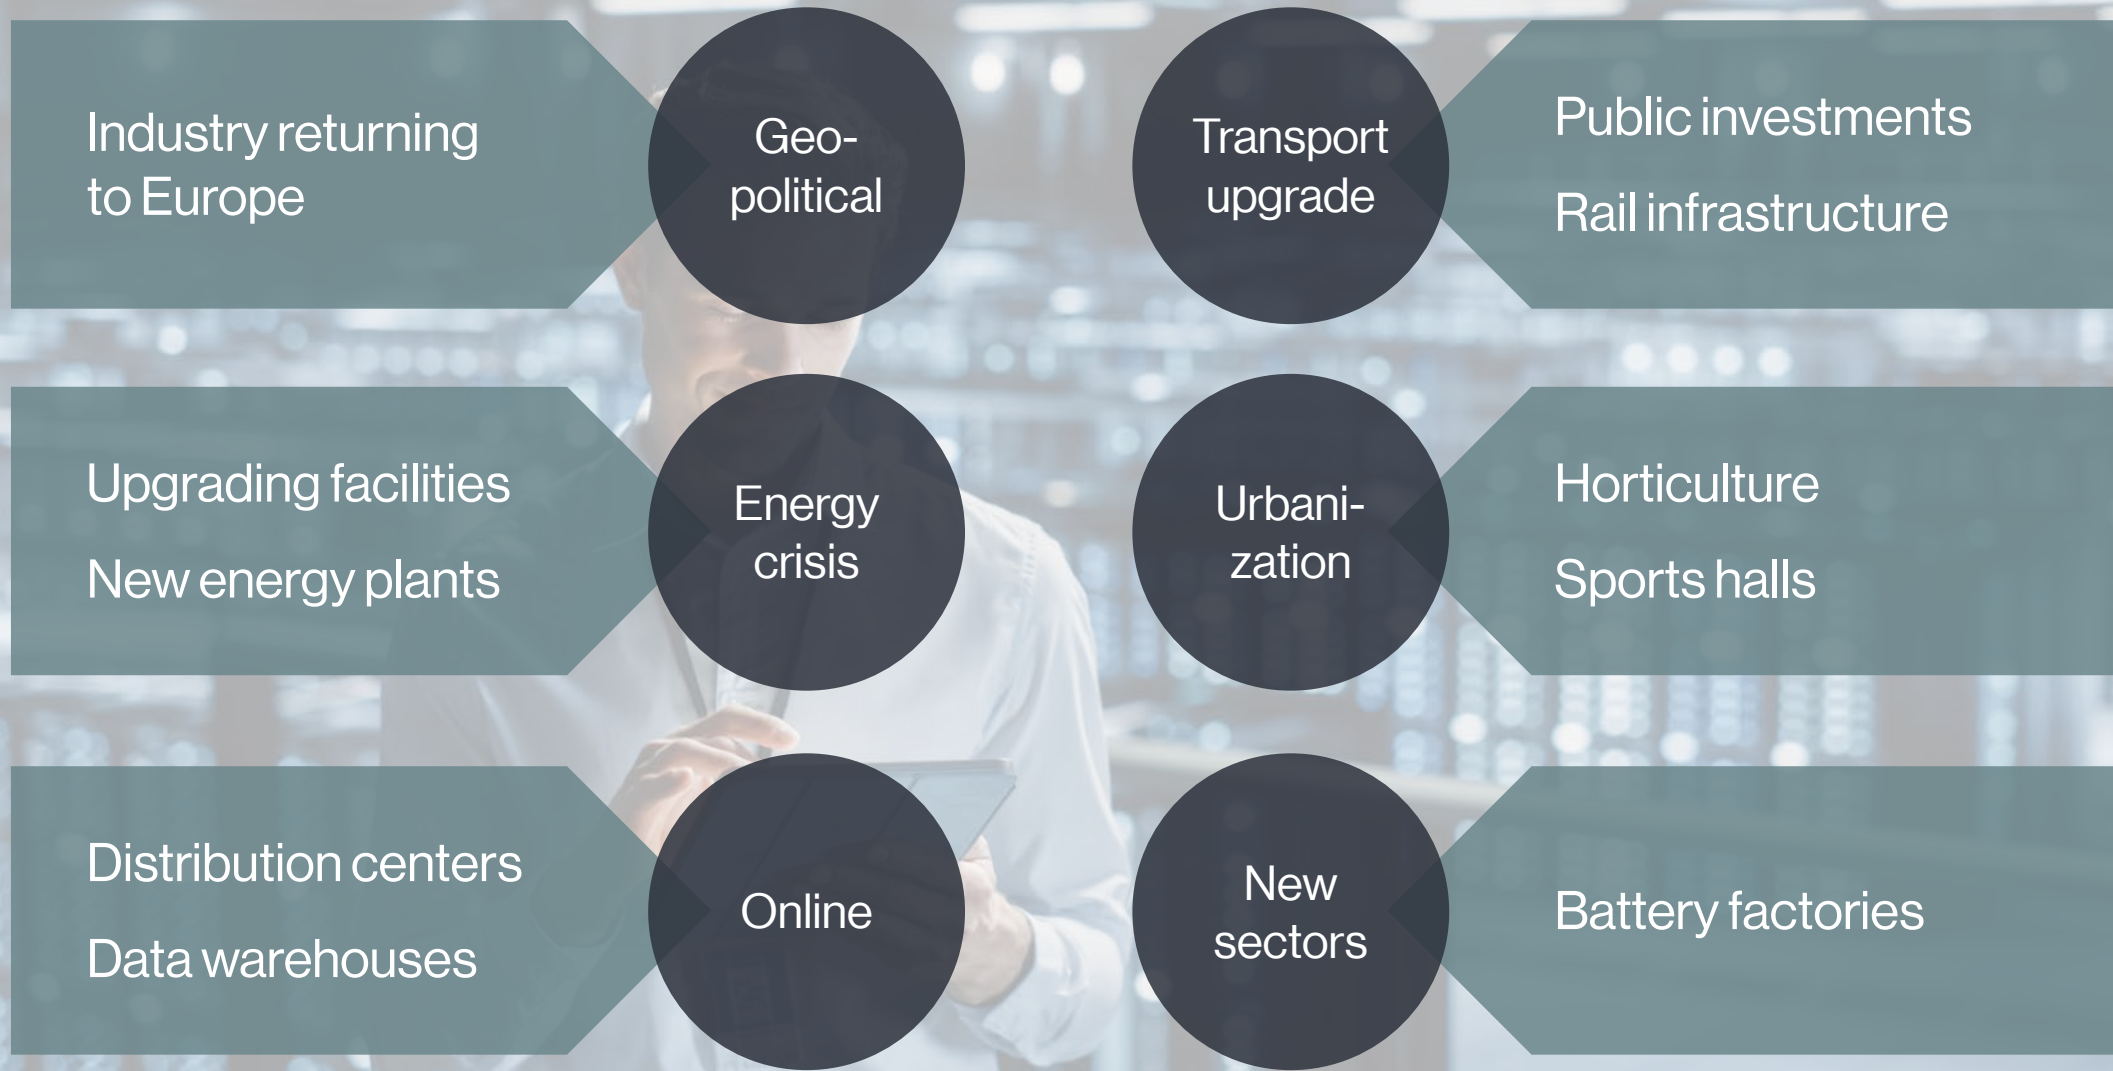 Industry returning
to Europe
Geo-
political
Transport
upgrade
Public investments
Rail infrastructure
Upgrading facilities
New energy plants
Energy
crisis
Urbani-
zation
Horticulture
Sports halls
Distribution centers
Data warehouses
Online
New
sectors
Battery factories